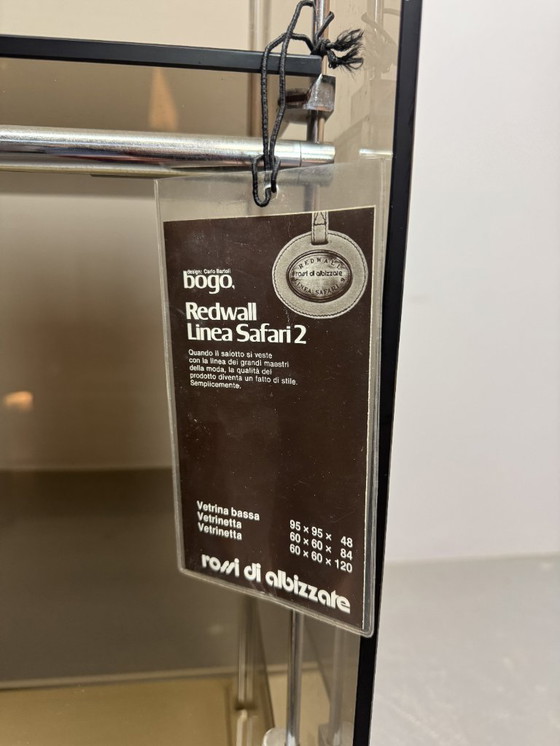 REDWALL
rossi di albizzate
LINEA SAFARI
design: Carlo Bartoli
bogo.
Redwall
Linea Safari 2
Quando il salotto si veste
con la linea dei grandi maestri
della moda, la qualità del
prodotto diventa un fatto di stile.
Semplicemente.
Vetrina bassa 95 x 95 x 48
Vetrinetta 60 x 60 x 84
Vetrinetta 60 x 60 x 120
rossi di albizzate